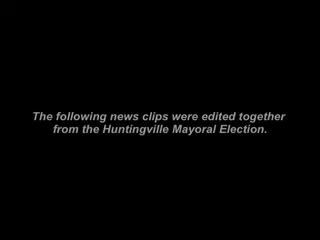 The following news clips were edited together
from the Huntingville Mayoral Election.